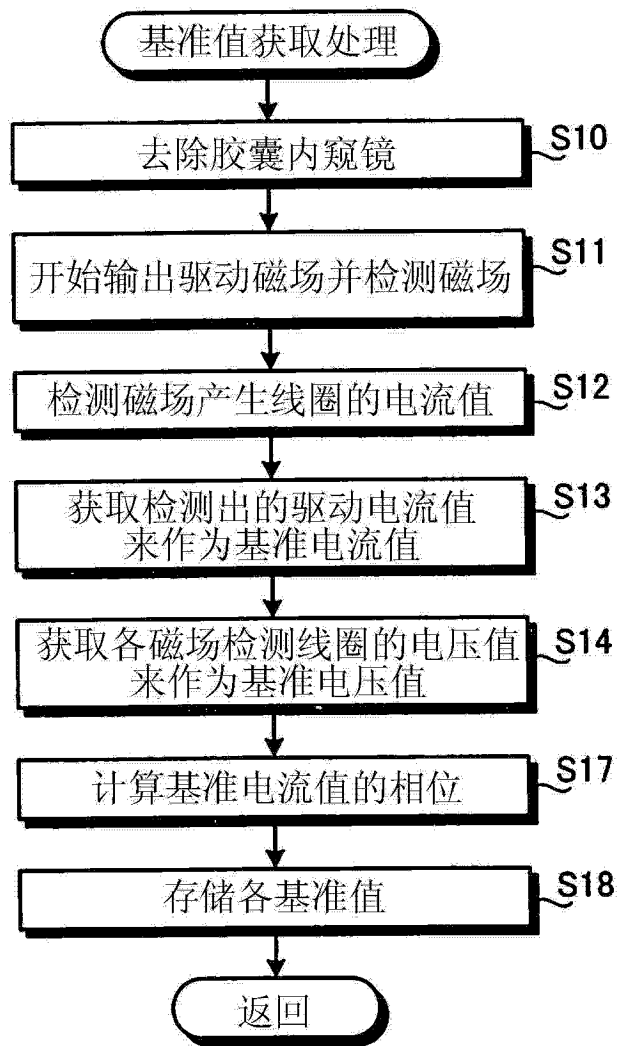 基准值获取处理
去除胶囊内窥镜
S10
开始输出驱动磁场并检测磁场
S11
检测磁场产生线圈的电流值
S12
获取检测出的驱动电流值
来作为基准电流值
S13
获取各磁场检测线圈的电压值
来作为基准电压值
S14
计算基准电流值的相位
S17
存储各基准值
S18
返回